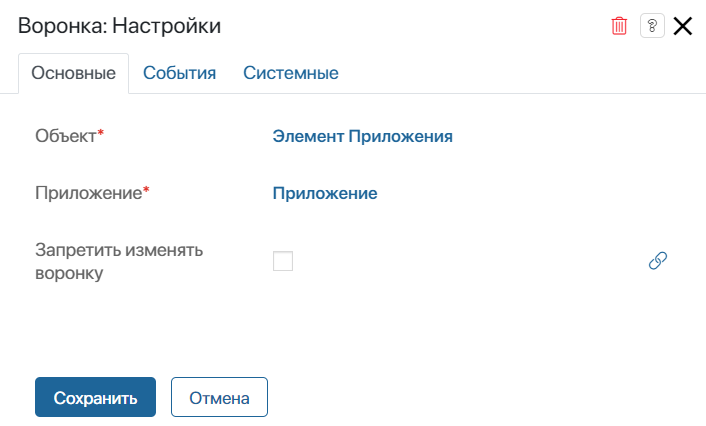 Воронка: Настройки
?
Основные События Системные
Объект* Элемент Приложения
Приложение* Приложение
Запретить изменять
воронку
Сохранить Отмена